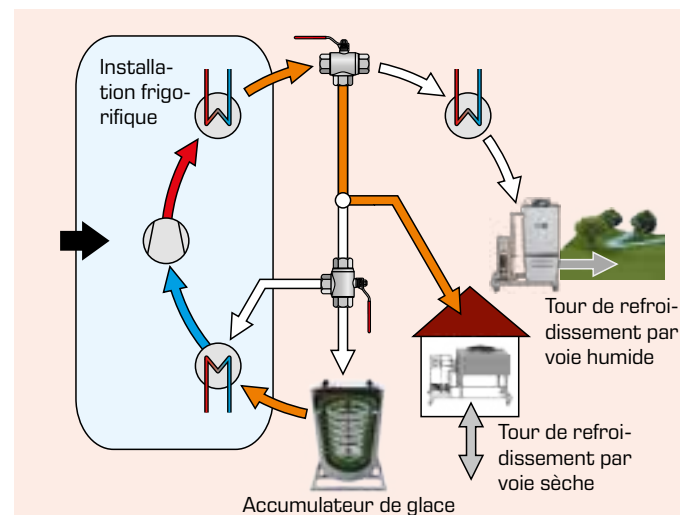 Installa-
tion frigo-
rifique
Tour de refroi-
dissement par
voie humide
Tour de refroi-
dissement par
voie sèche
Accumulateur de glace